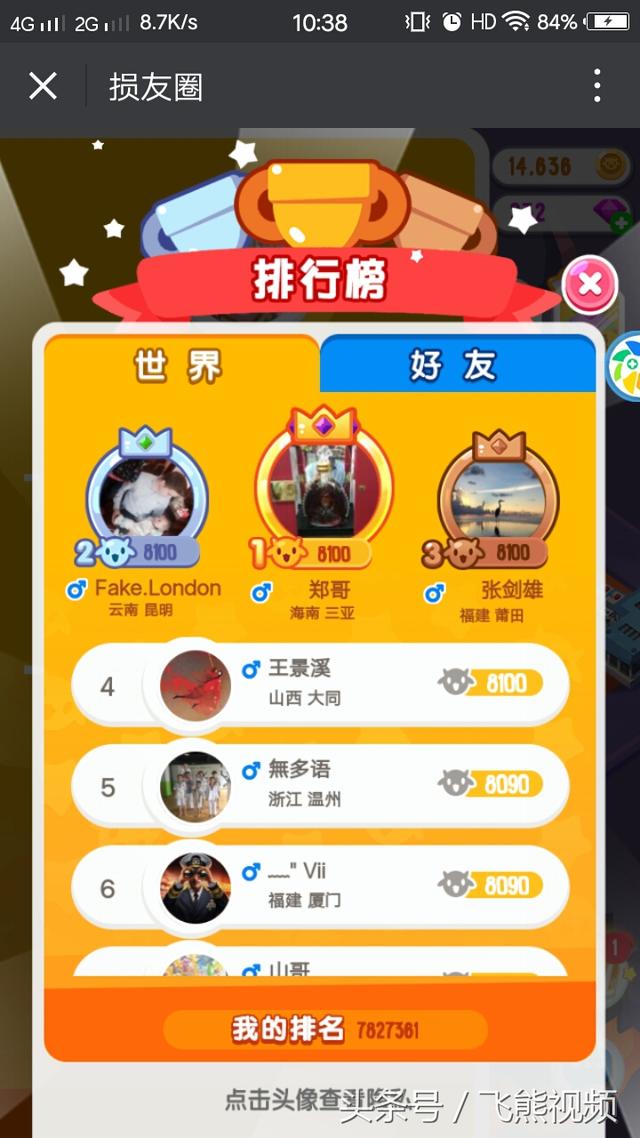 4G 2G 8.7K/s 10:38 HD 84%
损友圈
14.636
排行榜
世界 好友
2 8100 1 8100 3 8100
Fake.London 郑哥 张剑雄
云南 昆明 海南 三亚 福建 莆田
4 王景溪 8100
山西 大同
5 無多语 8090
浙江 温州
6 ﹏" Vii 8090
福建 厦门
1
山哥
我的排名 7827361
点击头像查看
头条号 / 飞熊视频